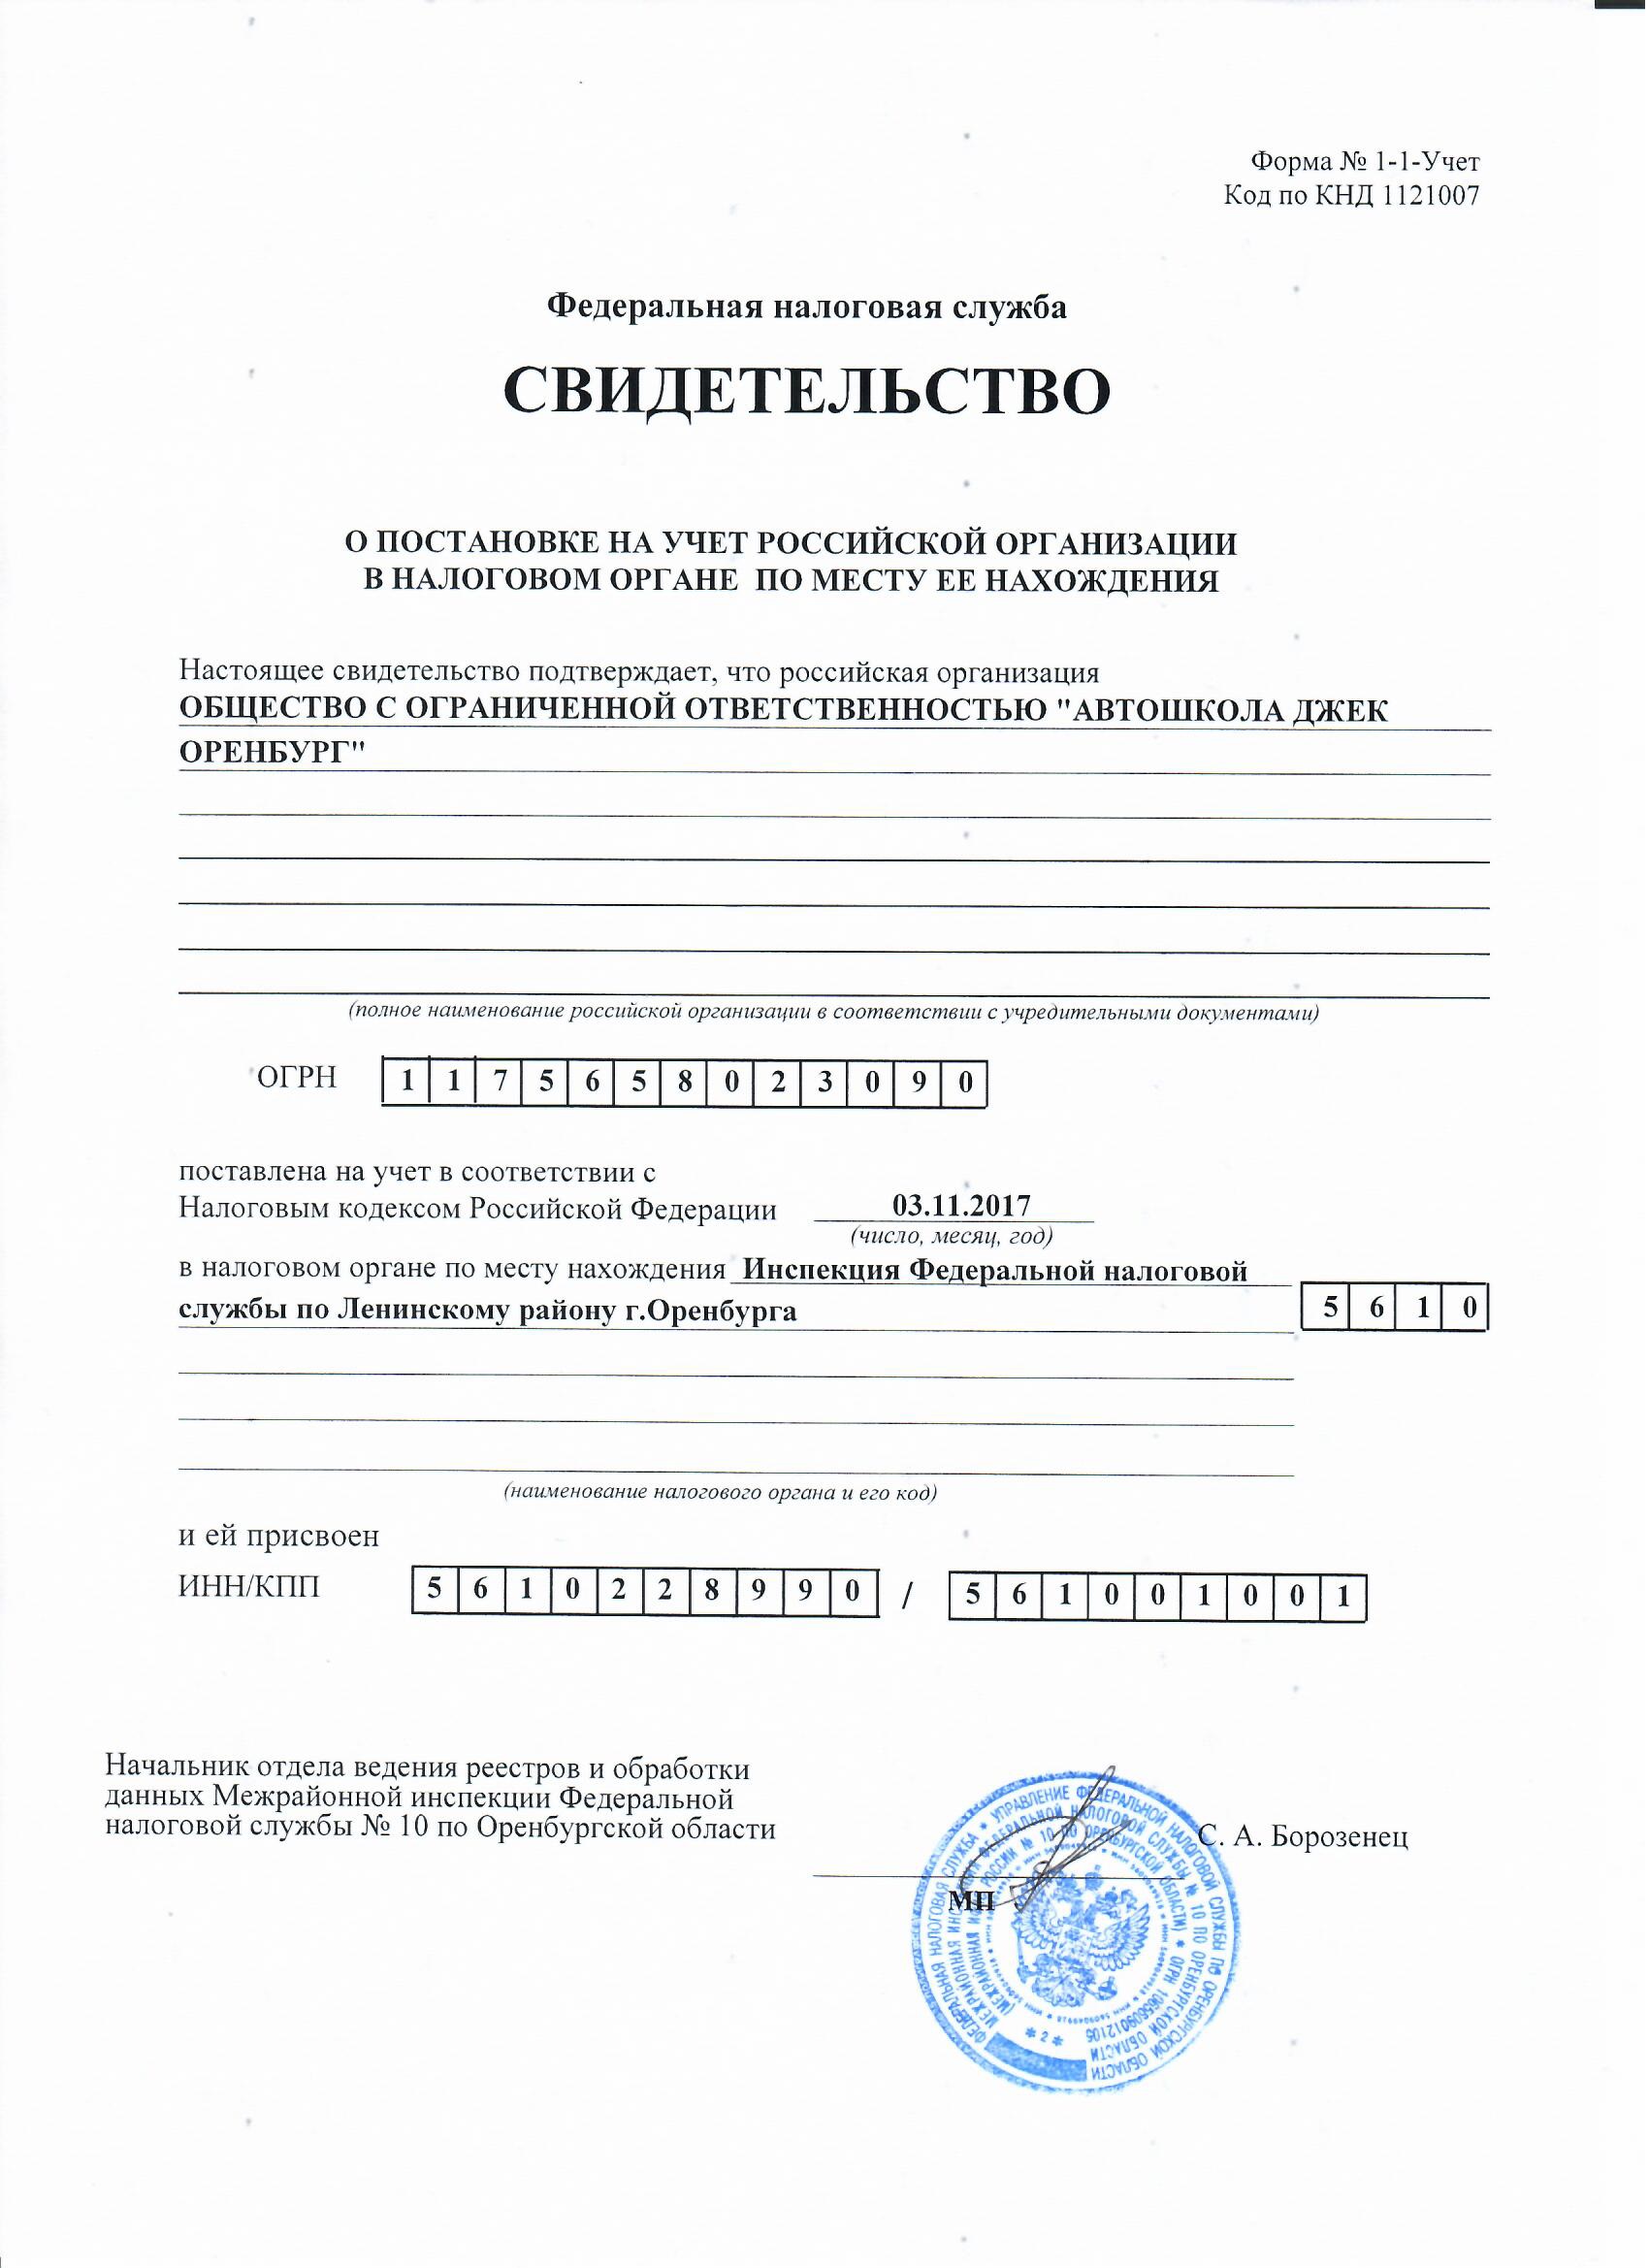 Форма № 1-1-Учет
Код по КНД 1121007
Федеральная налоговая служба
СВИДЕТЕЛЬСТВО
О ПОСТАНОВКЕ НА УЧЕТ РОССИЙСКОЙ ОРГАНИЗАЦИИ
В НАЛОГОВОМ ОРГАНЕ ПО МЕСТУ ЕЕ НАХОЖДЕНИЯ
Настоящее свидетельство подтверждает, что российская организация
ОБЩЕСТВО С ОГРАНИЧЕННОЙ ОТВЕТСТВЕННОСТЬЮ "АВТОШКОЛА ДЖЕК
ОРЕНБУРГ"
(полное наименование российской организации в соответствии с учредительными документами)
ОГРН 1 1 7 5 6 5 8 0 2 3 0 9 0
поставлена на учет в соответствии с
Налоговым кодексом Российской Федерации 03.11.2017
(число, месяц, год)
в налоговом органе по месту нахождения Инспекция Федеральной налоговой
службы по Ленинскому району г.Оренбурга 5 6 1 0
(наименование налогового органа и его код)
и ей присвоен
ИНН/КПП 5 6 1 0 2 2 8 9 9 0 / 5 6 1 0 0 1 0 0 1
Начальник отдела ведения реестров и обработки
данных Межрайонной инспекции Федеральной
налоговой службы № 10 по Оренбургской области
С. А. Борозенец
МП
ФЕДЕРАЛЬНАЯ НАЛОГОВАЯ СЛУЖБА * УПРАВЛЕНИЕ ФЕДЕРАЛЬНОЙ НАЛОГОВОЙ СЛУЖБЫ ПО ОРЕНБУРГСКОЙ ОБЛАСТИ
МЕЖРАЙОННАЯ ФЕДЕРАЛЬНОЙ НАЛОГОВОЙ СЛУЖБЫ № 10 ПО ОРЕНБУРГСКОЙ ОБЛАСТИ
(МЕЖРАЙОННАЯ РОССИИ № 10 ПО ОРЕНБУРГСКОЙ ОБЛАСТИ) * ОГРН 1065609012105
* 2 *